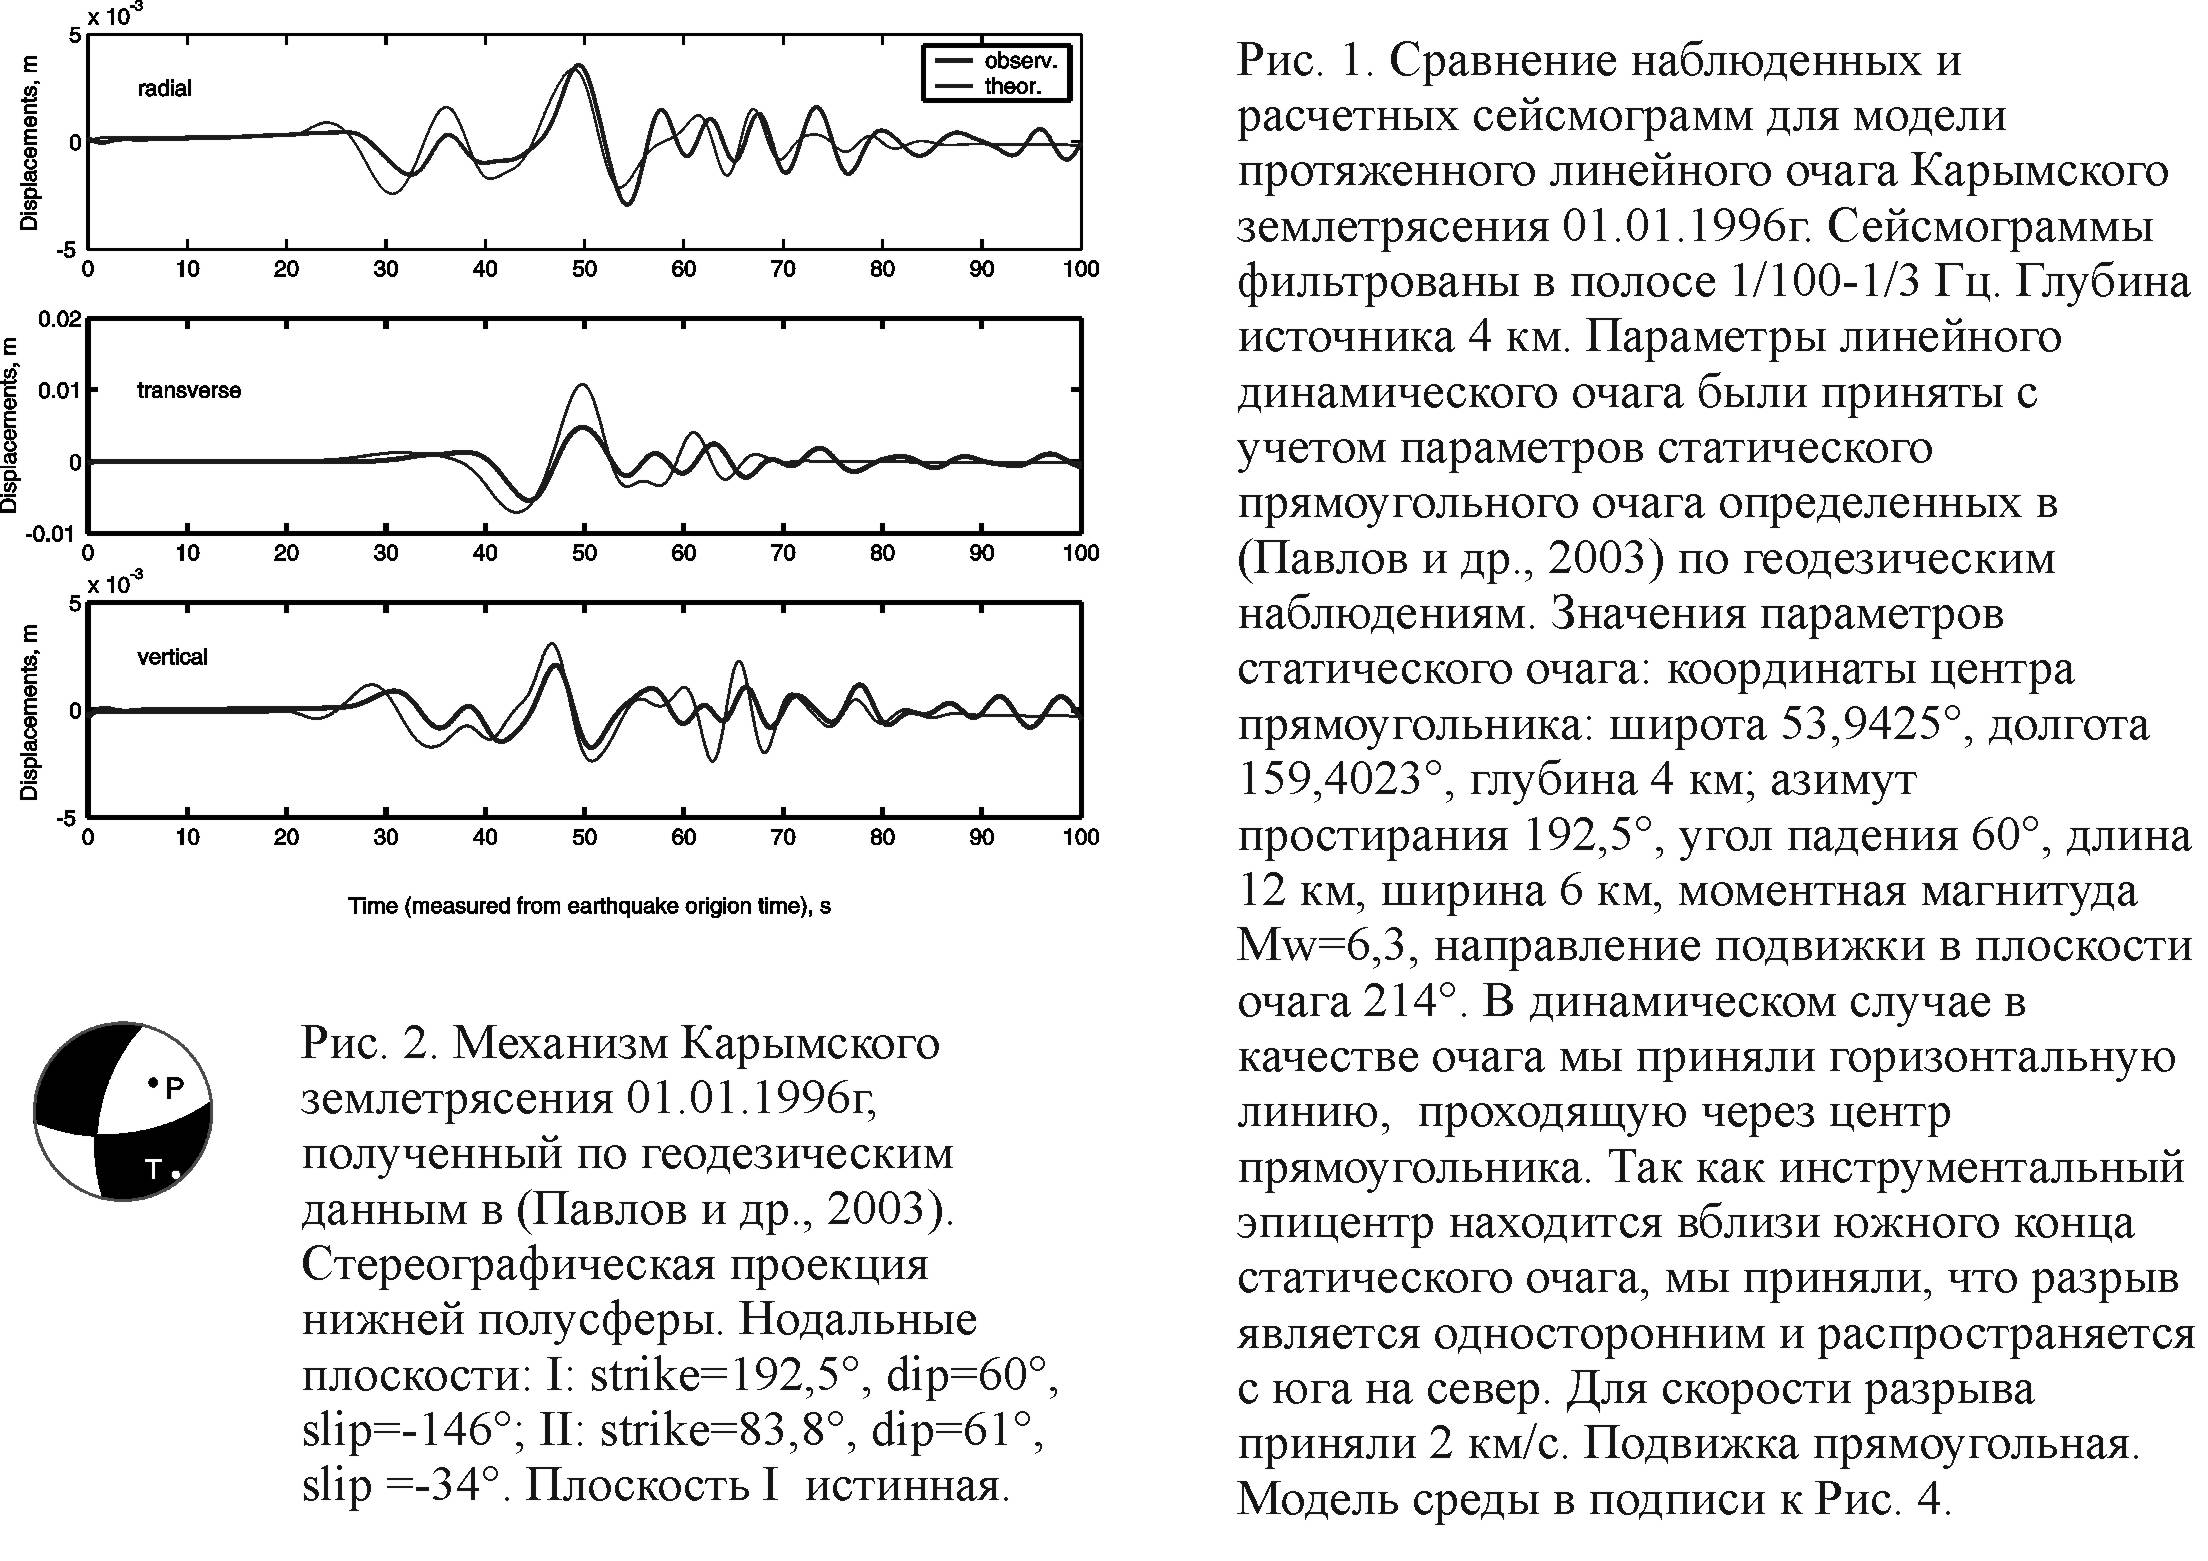 x 10-3
5
0
-5
Displacements, m
radial
observ.
theor.
0 10 20 30 40 50 60 70 80 90 100
0.02
0.01
0
-0.01
Displacements, m
transverse
0 10 20 30 40 50 60 70 80 90 100
x 10-3
5
0
-5
Displacements, m
vertical
0 10 20 30 40 50 60 70 80 90 100
Time (measured from earthquake origion time), s
P
T
Рис. 2. Механизм Карымского
землетрясения 01.01.1996г,
полученный по геодезическим
данным в (Павлов и др., 2003).
Стереографическая проекция
нижней полусферы. Нодальные
плоскости: I: strike=192,5°, dip=60°,
slip=-146°; II: strike=83,8°, dip=61°,
slip =-34°. Плоскость I истинная.
Рис. 1. Сравнение наблюденных и
расчетных сейсмограмм для модели
протяженного линейного очага Карымского
землетрясения 01.01.1996г. Сейсмограммы
фильтрованы в полосе 1/100-1/3 Гц. Глубина
источника 4 км. Параметры линейного
динамического очага были приняты с
учетом параметров статического
прямоугольного очага определенных в
(Павлов и др., 2003) по геодезическим
наблюдениям. Значения параметров
статического очага: координаты центра
прямоугольника: широта 53,9425°, долгота
159,4023°, глубина 4 км; азимут
простирания 192,5°, угол падения 60°, длина
12 км, ширина 6 км, моментная магнитуда
Mw=6,3, направление подвижки в плоскости
очага 214°. В динамическом случае в
качестве очага мы приняли горизонтальную
линию, проходящую через центр
прямоугольника. Так как инструментальный
эпицентр находится вблизи южного конца
статического очага, мы приняли, что разрыв
является односторонним и распространяется
с юга на север. Для скорости разрыва
приняли 2 км/с. Подвижка прямоугольная.
Модель среды в подписи к Рис. 4.